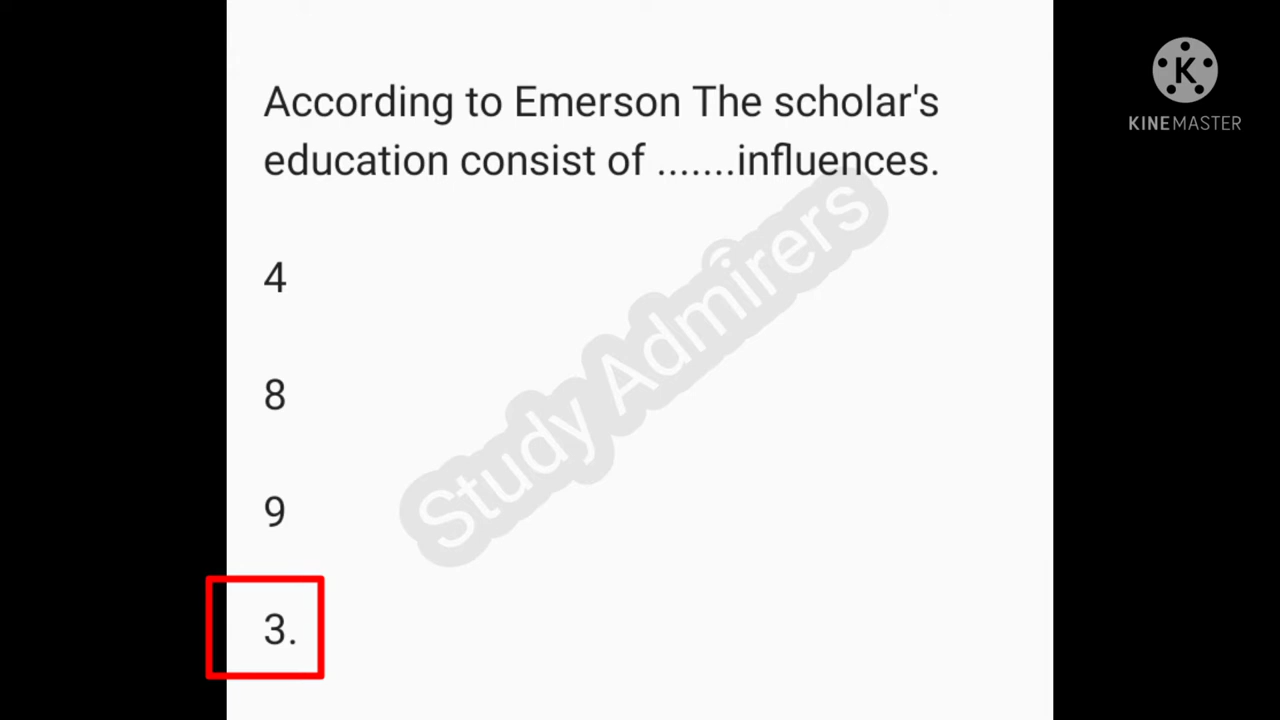 According to Emerson The scholar's
education consist of .......influences.
4
8
9
3.
Study Admirers
K
KINEMASTER